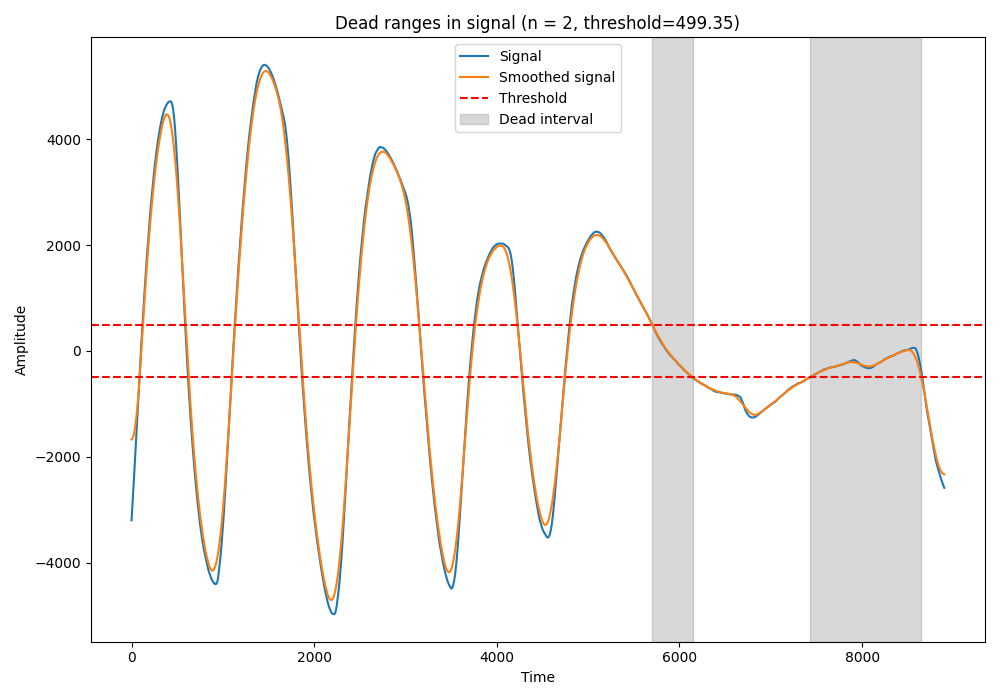 Dead ranges in signal (n = 2, threshold=499.35)
Signal
Smoothed signal
Threshold
Dead interval
Amplitude
4000
2000
0
−2000
−4000
0 2000 4000 6000 8000
Time